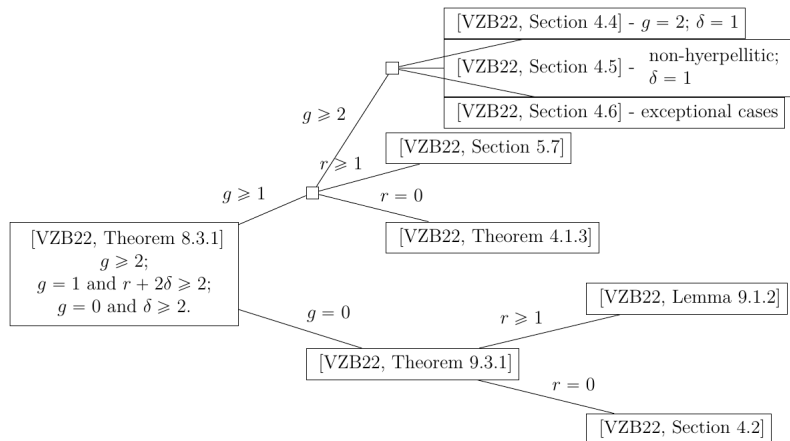 [VZB22, Section 4.4] - g = 2; δ = 1
[VZB22, Section 4.5] - non-hyerpellitic;
δ = 1
[VZB22, Section 4.6] - exceptional cases
g ⩾ 2
r ⩾ 1
[VZB22, Section 5.7]
g ⩾ 1
r = 0
[VZB22, Theorem 4.1.3]
[VZB22, Theorem 8.3.1]
g ⩾ 2;
g = 1 and r + 2δ ⩾ 2;
g = 0 and δ ⩾ 2.
g = 0
r ⩾ 1
[VZB22, Lemma 9.1.2]
[VZB22, Theorem 9.3.1]
r = 0
[VZB22, Section 4.2]